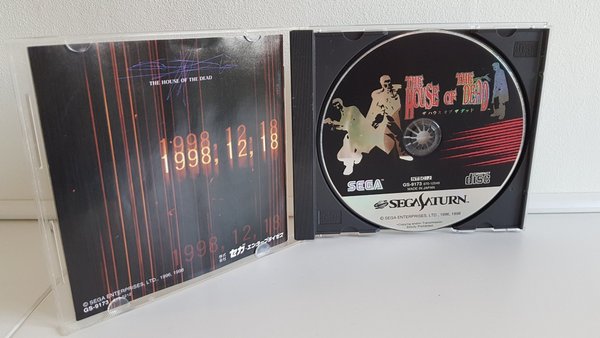 THE HOUSE OF THE DEAD
1998,12,18
1998,12,18
1998,12,18
株式会社 セガ・エンタープライゼス
© SEGA ENTERPRISES, LTD., 1996, 1998
GS-9173
THE HOUSE OF THE DEAD
ザ ハウス オブ ザ デッド
SEGA
NTSC-J
GS-9173
MADE IN JAPAN
disc
SEGA SATURN
© SEGA ENTERPRISES, LTD., 1996, 1998